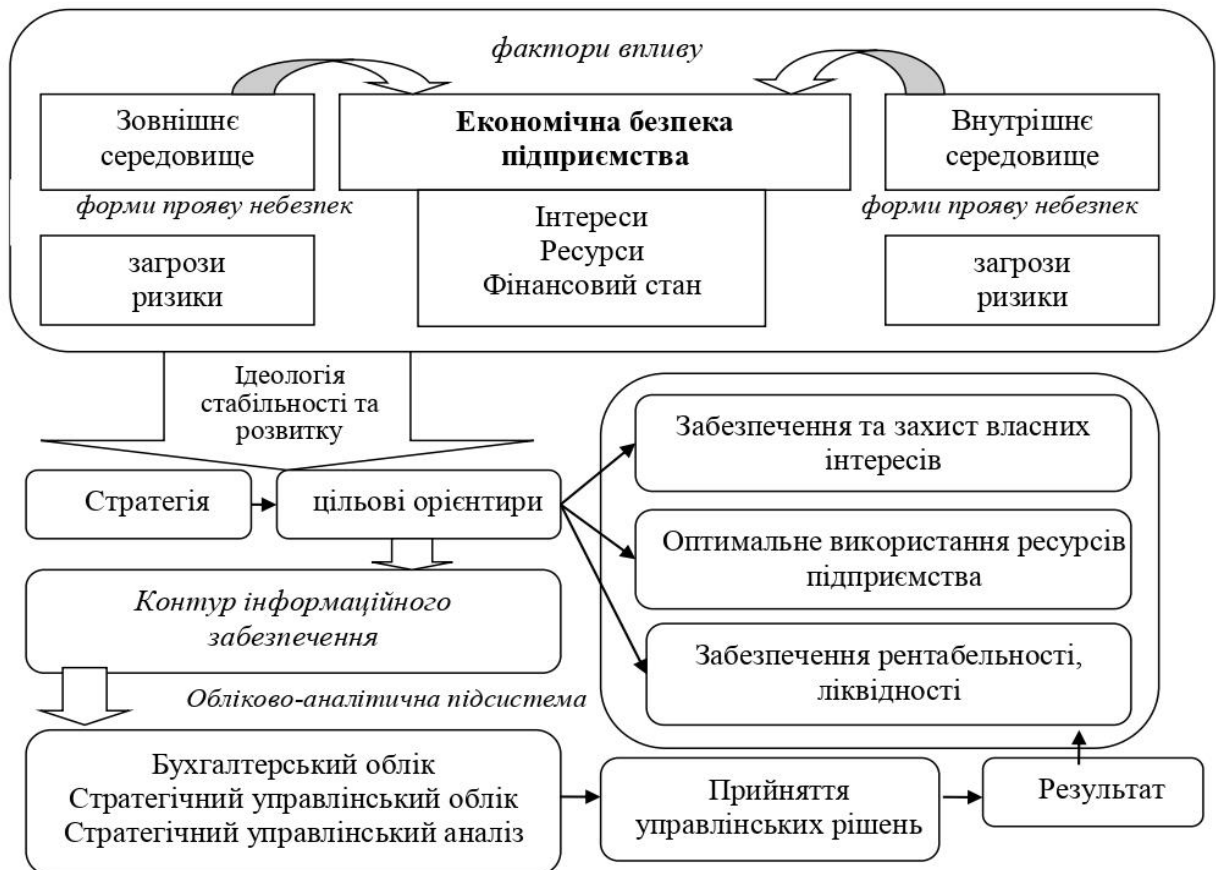 фактори впливу
Зовнішнє
середовище
Економічна безпека
підприємства
Внутрішнє
середовище
форми прояву небезпек
форми прояву небезпек
Інтереси
Ресурси
Фінансовий стан
загрози
ризики
загрози
ризики
Ідеологія
стабільності та
розвитку
Забезпечення та захист власних
інтересів
Стратегія
цільові орієнтири
Оптимальне використання ресурсів
підприємства
Контур інформаційного
забезпечення
Забезпечення рентабельності,
ліквідності
Обліково-аналітична підсистема
Бухгалтерський облік
Стратегічний управлінський облік
Стратегічний управлінський аналіз
Прийняття
управлінських рішень
Результат